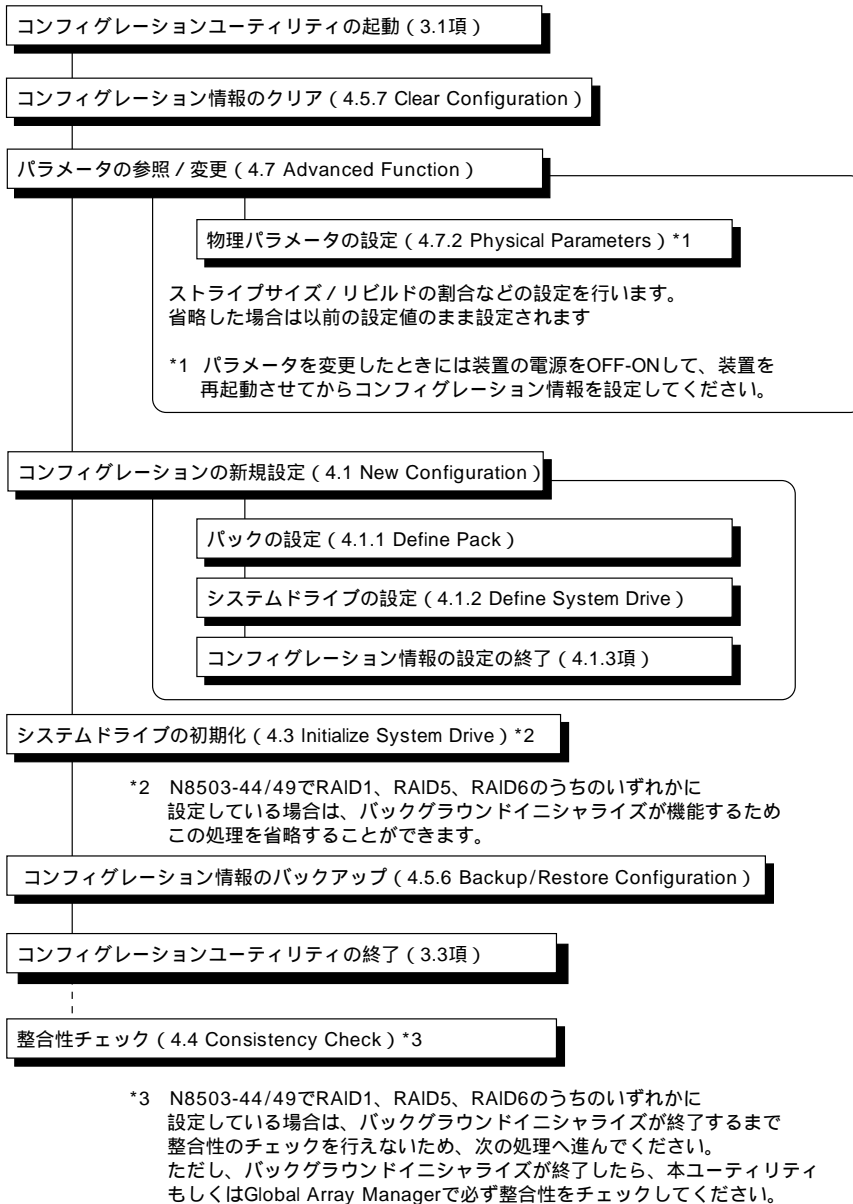 コンフィグレーションユーティリティの起動（3.1項）
コンフィグレーション情報のクリア（4.5.7 Clear Configuration）
パラメータの参照／変更（4.7 Advanced Function）
物理パラメータの設定（4.7.2 Physical Parameters）*1
ストライプサイズ／リビルドの割合などの設定を行います。
省略した場合は以前の設定値のまま設定されます
*1 パラメータを変更したときには装置の電源をOFF-ONして、装置を
再起動させてからコンフィグレーション情報を設定してください。
コンフィグレーションの新規設定（4.1 New Configuration）
パックの設定（4.1.1 Define Pack）
システムドライブの設定（4.1.2 Define System Drive）
コンフィグレーション情報の設定の終了（4.1.3項）
システムドライブの初期化（4.3 Initialize System Drive）*2
*2 N8503-44/49でRAID1、RAID5、RAID6のうちのいずれかに
設定している場合は、バックグラウンドイニシャライズが機能するため
この処理を省略することができます。
コンフィグレーション情報のバックアップ（4.5.6 Backup/Restore Configuration）
コンフィグレーションユーティリティの終了（3.3項）
整合性チェック（4.4 Consistency Check）*3
*3 N8503-44/49でRAID1、RAID5、RAID6のうちのいずれかに
設定している場合は、バックグラウンドイニシャライズが終了するまで
整合性のチェックを行えないため、次の処理へ進んでください。
ただし、バックグラウンドイニシャライズが終了したら、本ユーティリティ
もしくはGlobal Array Managerで必ず整合性をチェックしてください。